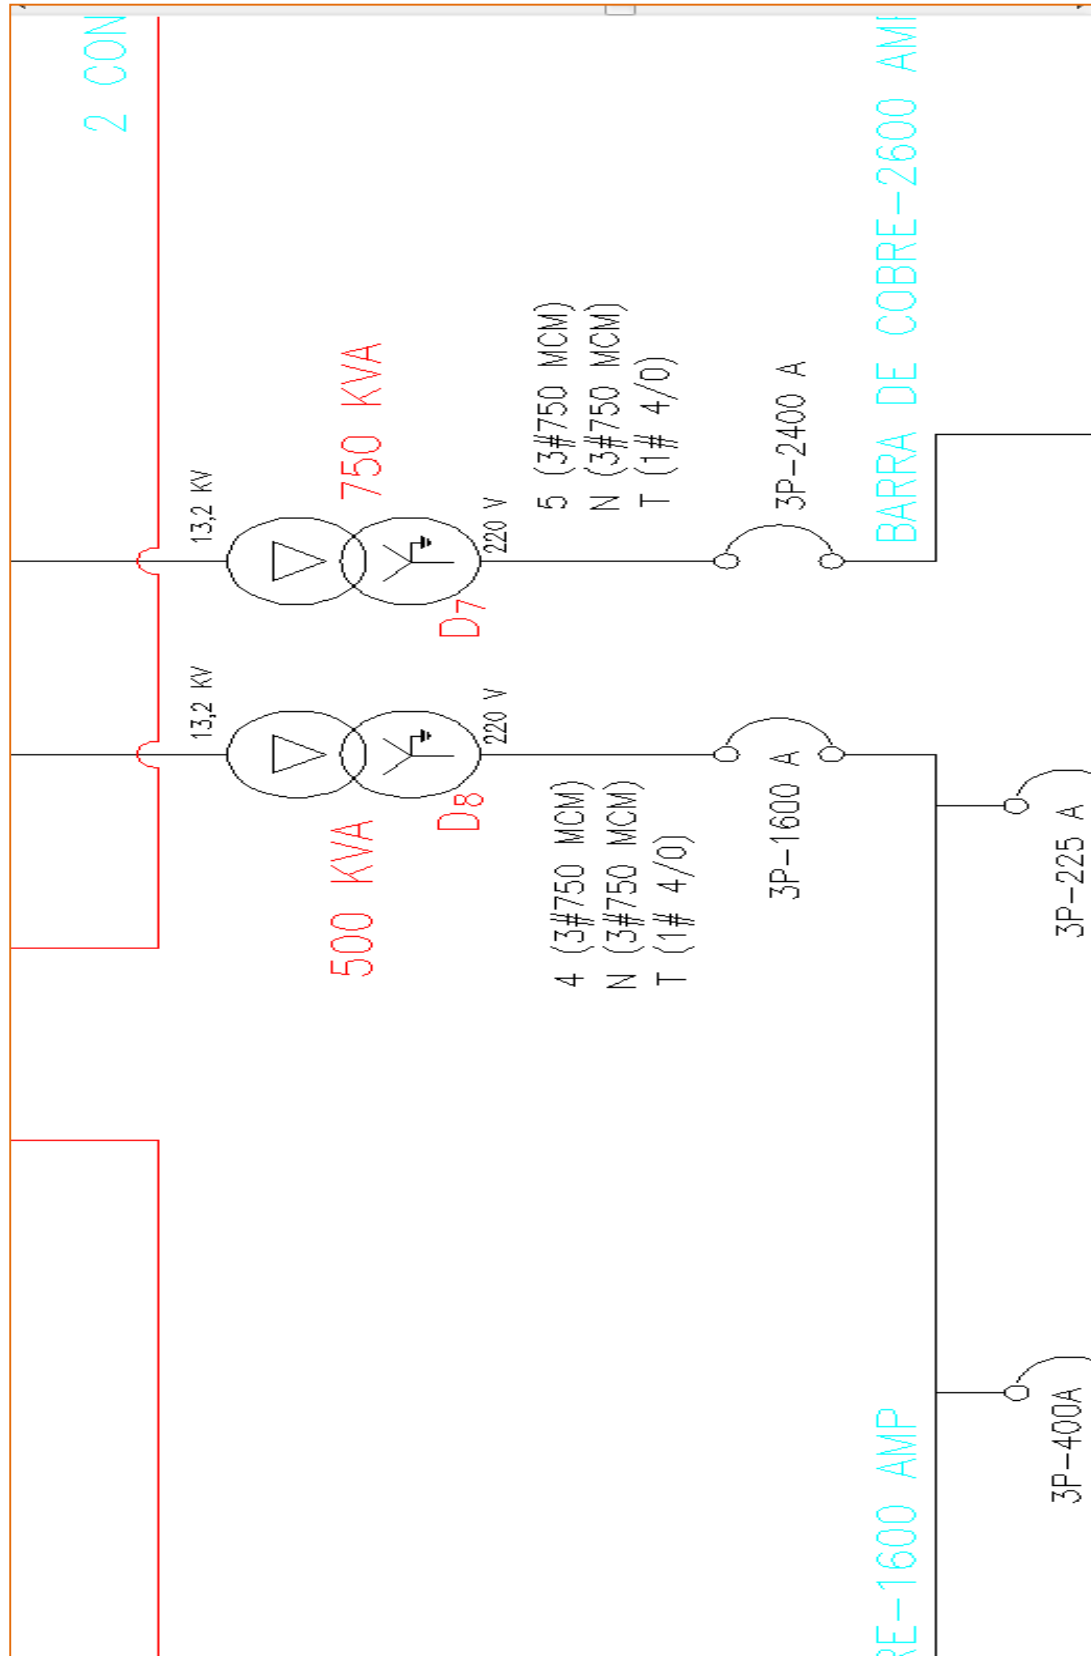 2 CON
BARRA DE COBRE-2600 AMP
750 KVA
13,2 KV
220 V
D7
5 (3#750 MCM)
N (3#750 MCM)
T (1# 4/0)
3P-2400 A
13,2 KV
220 V
D8
500 KVA
4 (3#750 MCM)
N (3#750 MCM)
T (1# 4/0)
3P-1600 A
3P-225 A
3P-400A
RE-1600 AMP